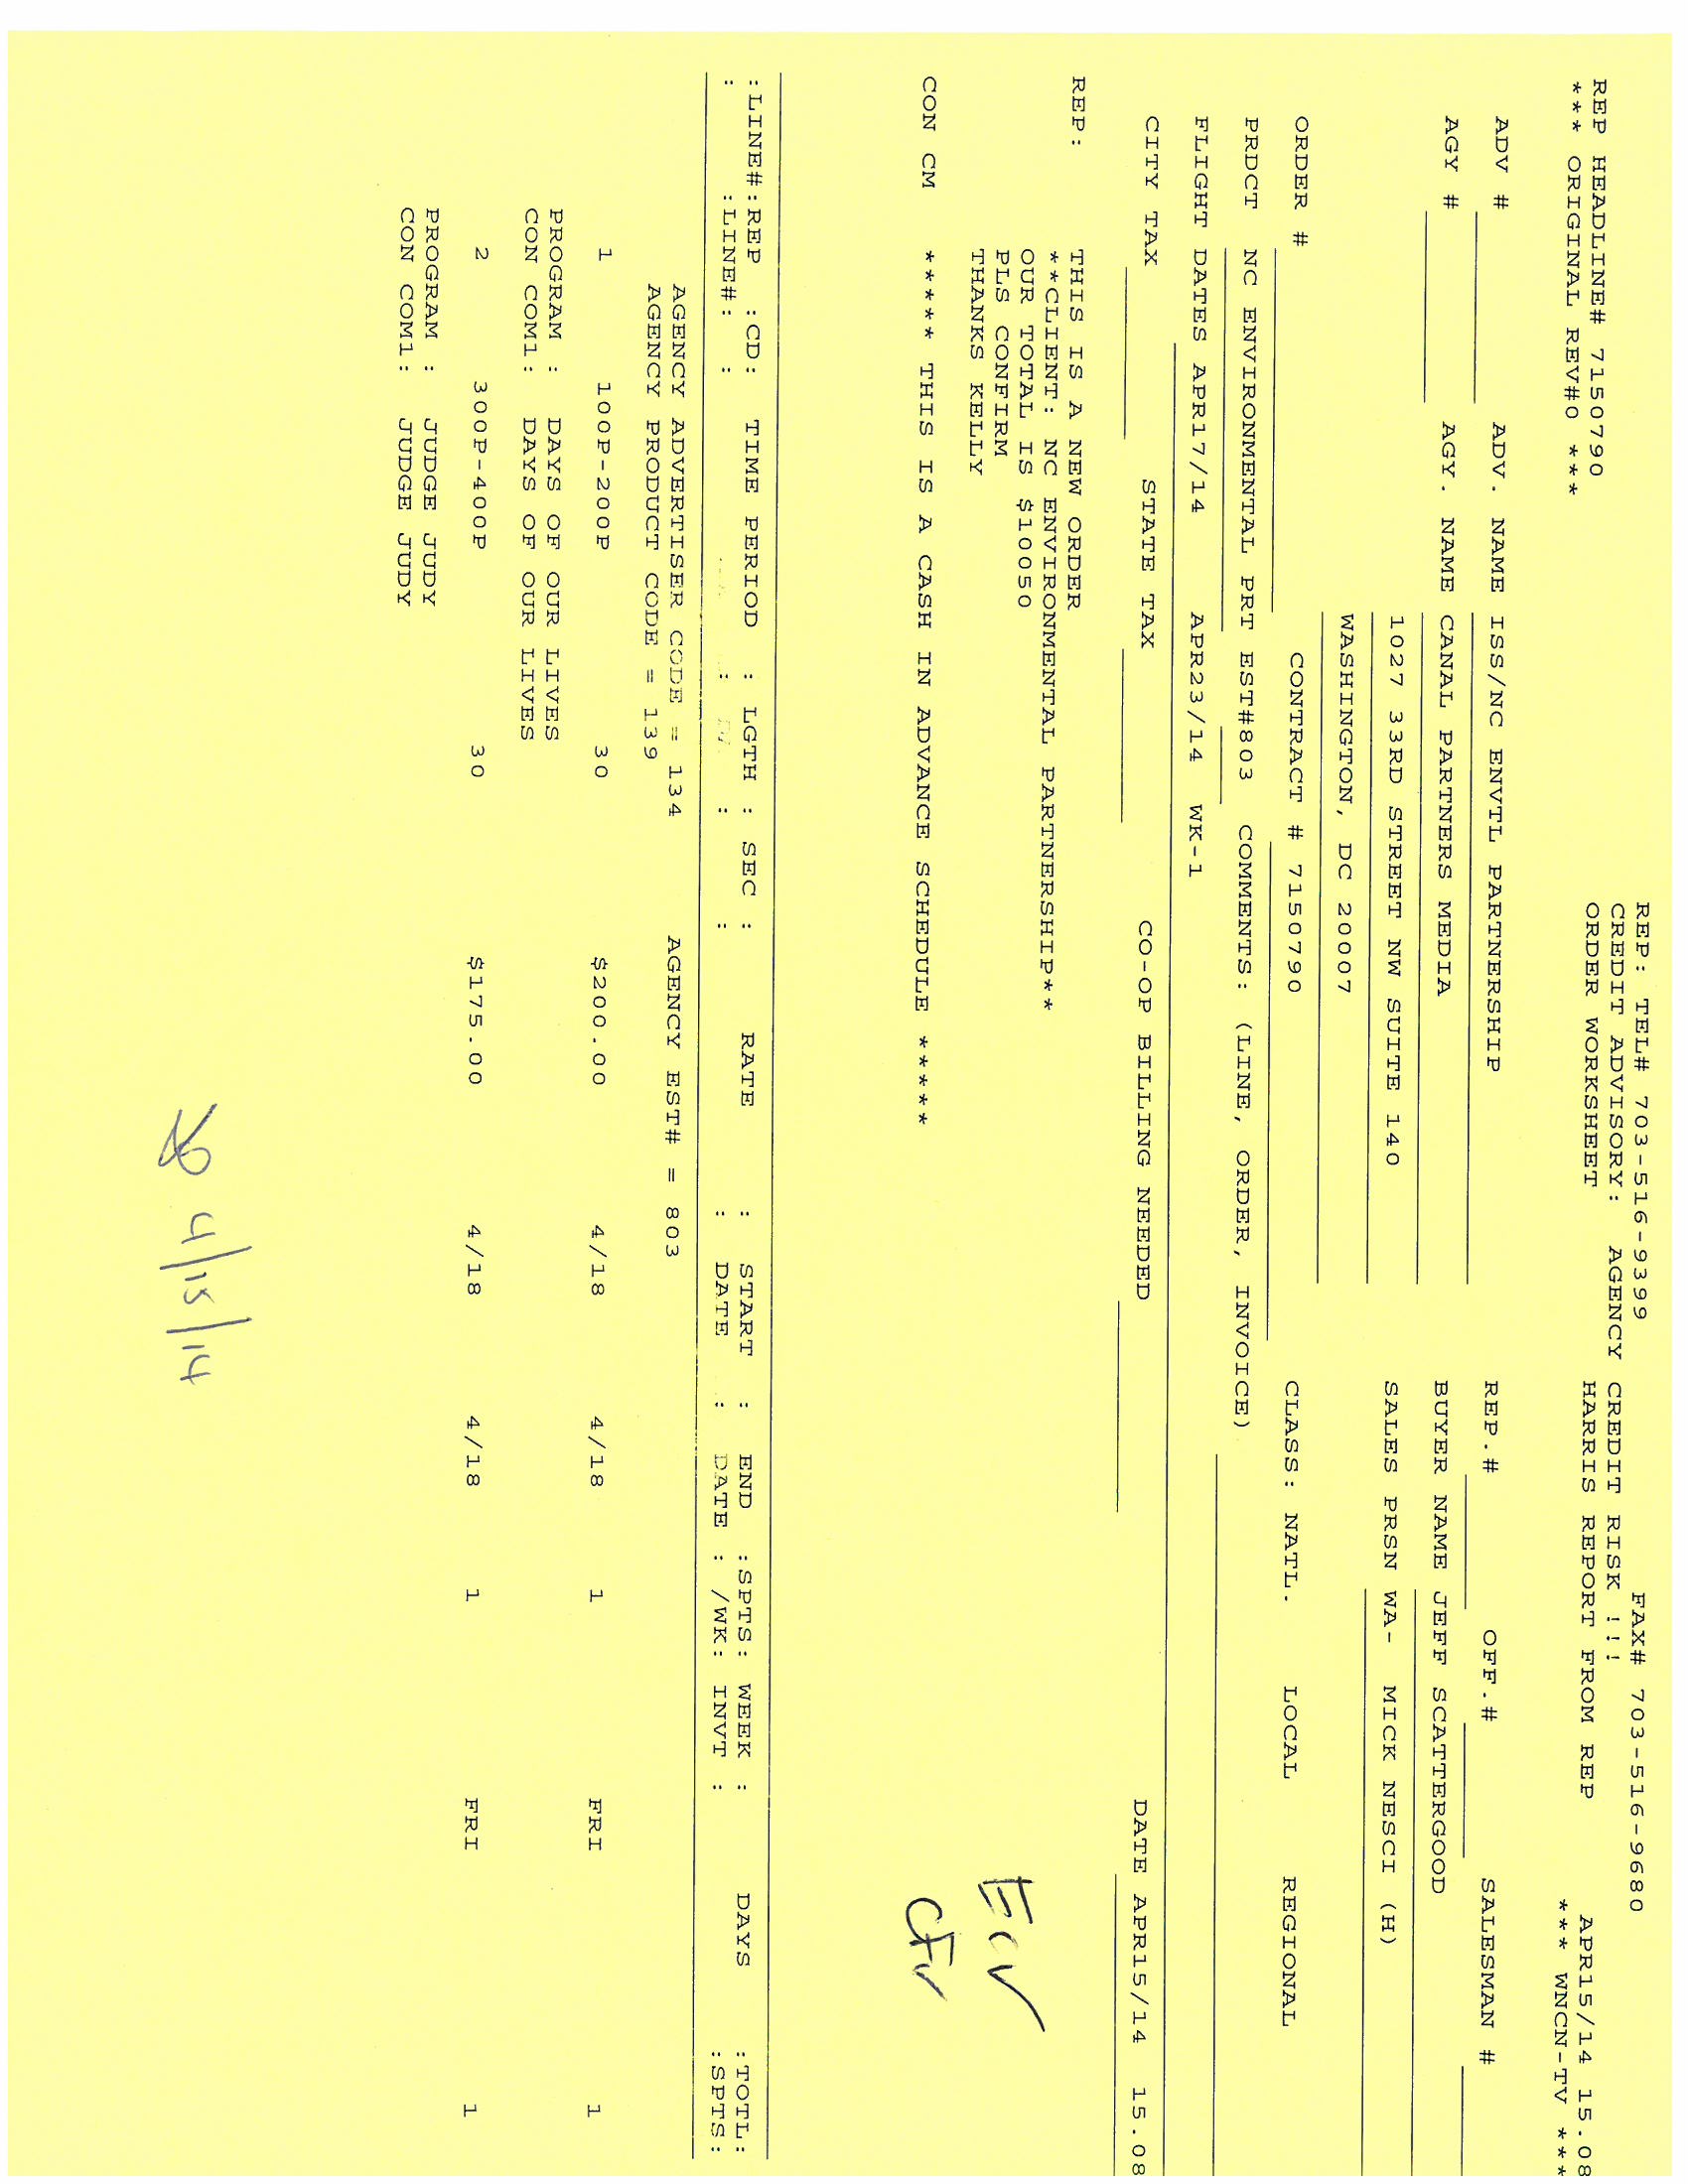 REP: TEL# 703-516-9399 FAX# 703-516-9680
CREDIT ADVISORY: AGENCY CREDIT RISK !!!
REP HEADLINE# 7150790 ORDER WORKSHEET HARRIS REPORT FROM REP APR15/14 15.08
*** ORIGINAL REV#0 *** *** WNCN-TV ***
ADV # ADV. NAME ISS/NC ENVTL PARTNERSHIP REP.# OFF.# SALESMAN #
AGY # AGY. NAME CANAL PARTNERS MEDIA BUYER NAME JEFF SCATTERGOOD
1027 33RD STREET NW SUITE 140 SALES PRSN WA- MICK NESCI (H)
WASHINGTON, DC 20007
ORDER # CONTRACT # 7150790 CLASS: NATL. LOCAL REGIONAL
PRDCT NC ENVIRONMENTAL PRT EST#803 COMMENTS: (LINE, ORDER, INVOICE)
FLIGHT DATES APR17/14 APR23/14 WK-1
CITY TAX STATE TAX CO-OP BILLING NEEDED DATE APR15/14 15.08
REP: THIS IS A NEW ORDER
**CLIENT: NC ENVIRONMENTAL PARTNERSHIP**
OUR TOTAL IS $10050
PLS CONFIRM
THANKS KELLY
CON CM ***** THIS IS A CASH IN ADVANCE SCHEDULE *****
:LINE#:REP :CD: TIME PERIOD : LGTH : SEC : RATE : START : END :SPTS: WEEK : DAYS :TOTL:
: :LINE#: : : : : : DATE : DATE : /WK: INVT : :SPTS:
AGENCY ADVERTISER CODE = 134 AGENCY EST# = 803
AGENCY PRODUCT CODE = 139
1 100P-200P 30 $200.00 4/18 4/18 1 FRI 1
PROGRAM : DAYS OF OUR LIVES
CON COM1: DAYS OF OUR LIVES
2 300P-400P 30 $175.00 4/18 4/18 1 FRI 1
PROGRAM : JUDGE JUDY
CON COM1: JUDGE JUDY
4/15/14